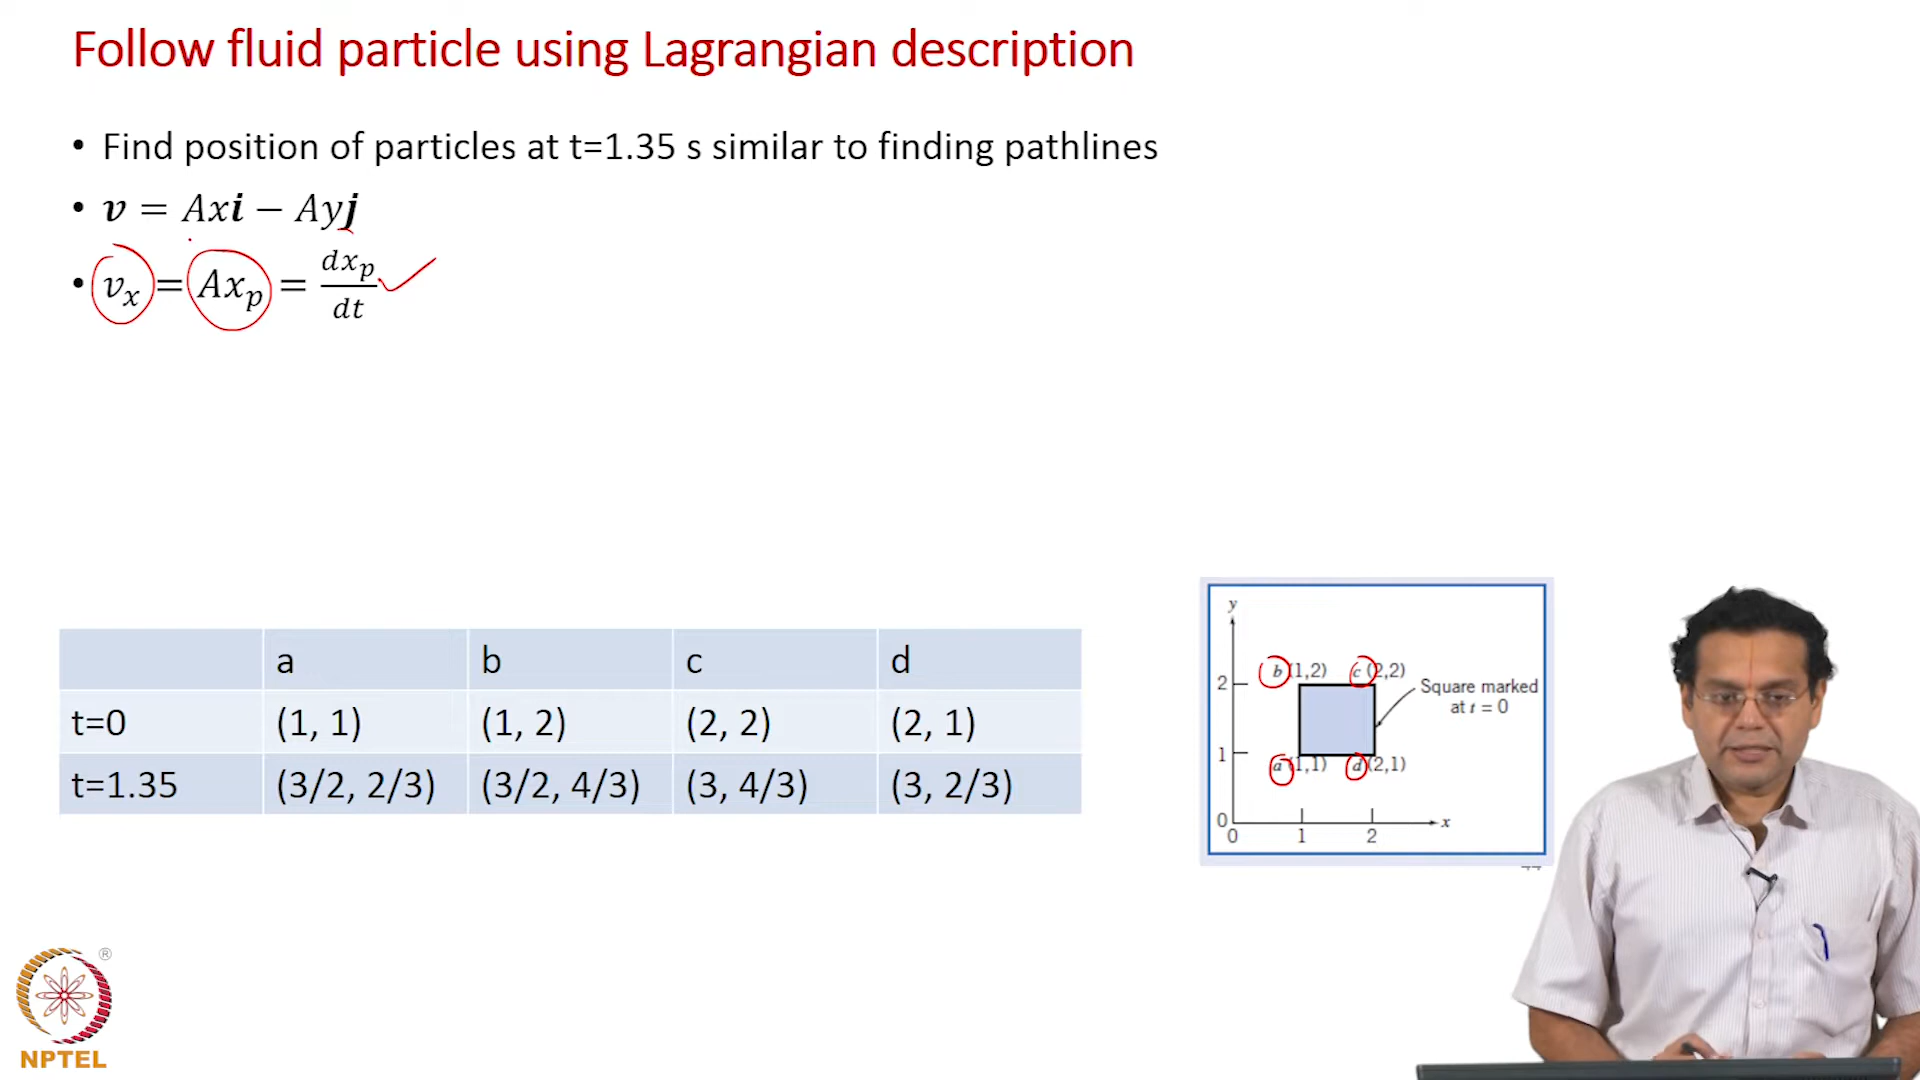 Follow fluid particle using Lagrangian description
• Find position of particles at t=1.35 s similar to finding pathlines
• v = Axi − Ayj
• vₓ = Axₚ = dxₚ/dt
a b c d
t=0 (1, 1) (1, 2) (2, 2) (2, 1)
t=1.35 (3/2, 2/3) (3/2, 4/3) (3, 4/3) (3, 2/3)
y
b (1,2) c (2,2)
2
Square marked
at t = 0
1
a (1,1) d (2,1)
0
x
0 1 2
®
NPTEL